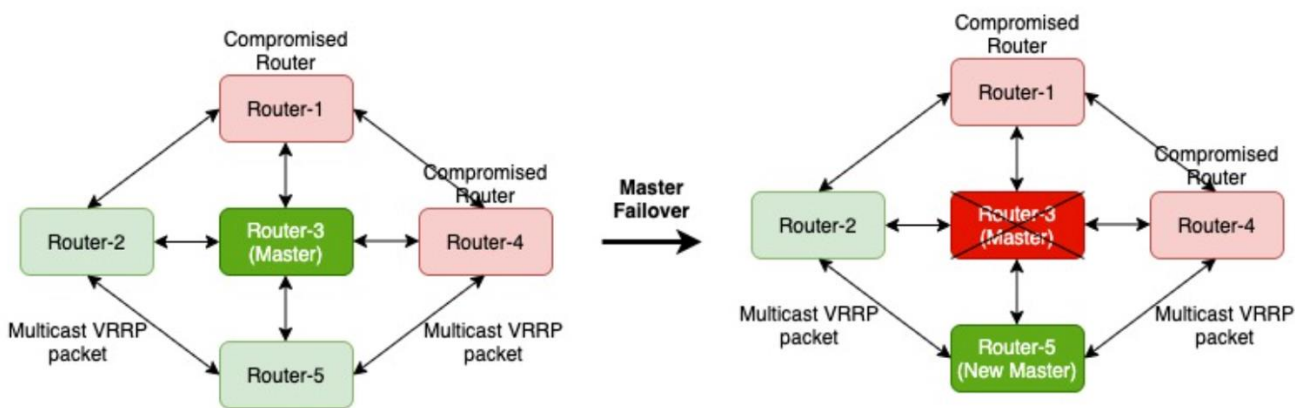 Compromised
Router
Router-1
Compromised
Router
Router-2
Router-3
(Master)
Router-4
Multicast VRRP
packet
Multicast VRRP
packet
Router-5
Master
Failover
Compromised
Router
Router-1
Compromised
Router
Router-2
Router-3
(Master)
Router-4
Multicast VRRP
packet
Multicast VRRP
packet
Router-5
(New Master)